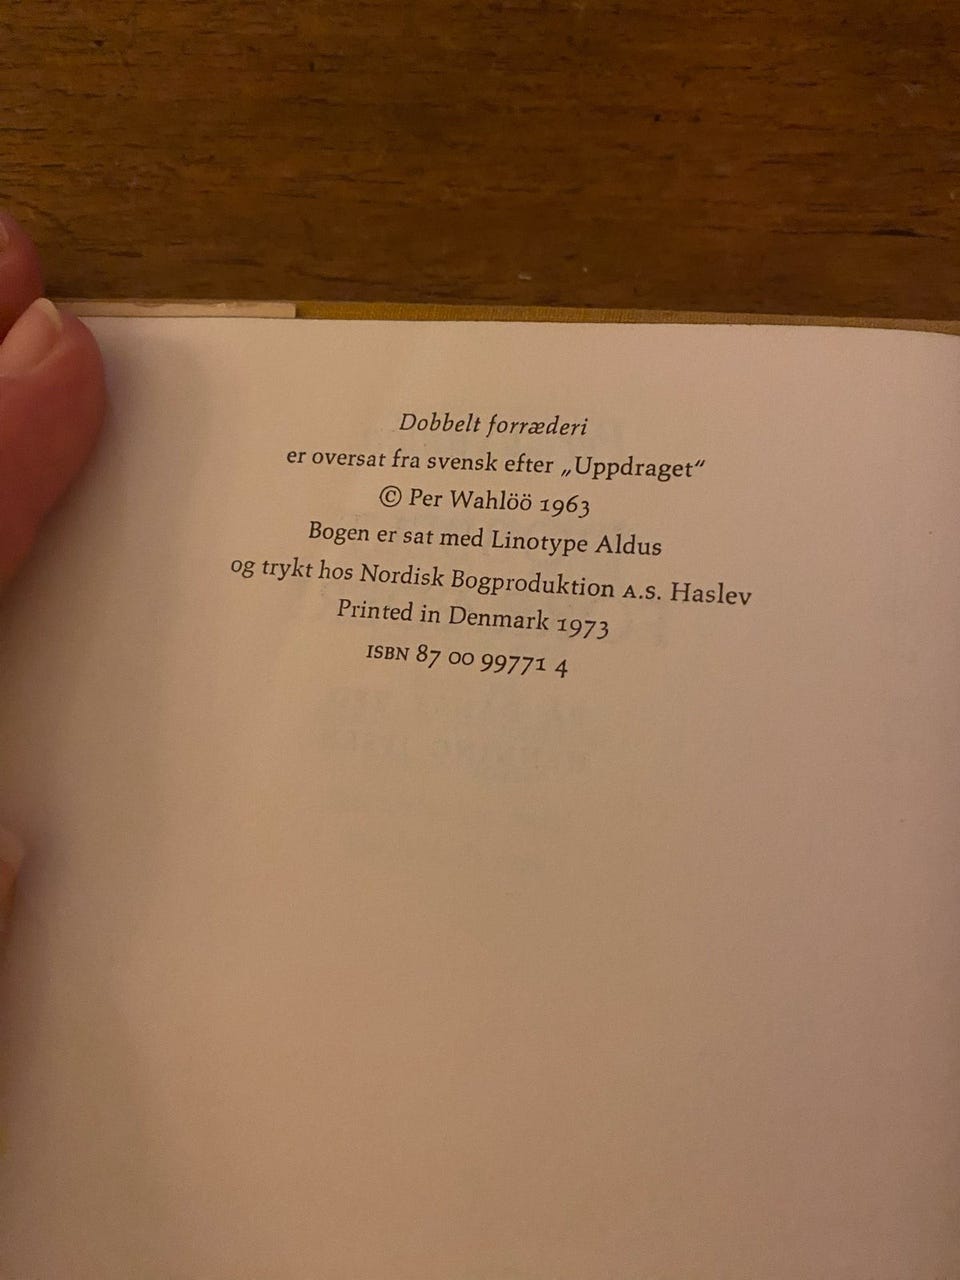 Dobbelt forræderi
er oversat fra svensk efter „Uppdraget“
© Per Wahlöö 1963
Bogen er sat med Linotype Aldus
og trykt hos Nordisk Bogproduktion A.S. Haslev
Printed in Denmark 1973
ISBN 87 00 99771 4